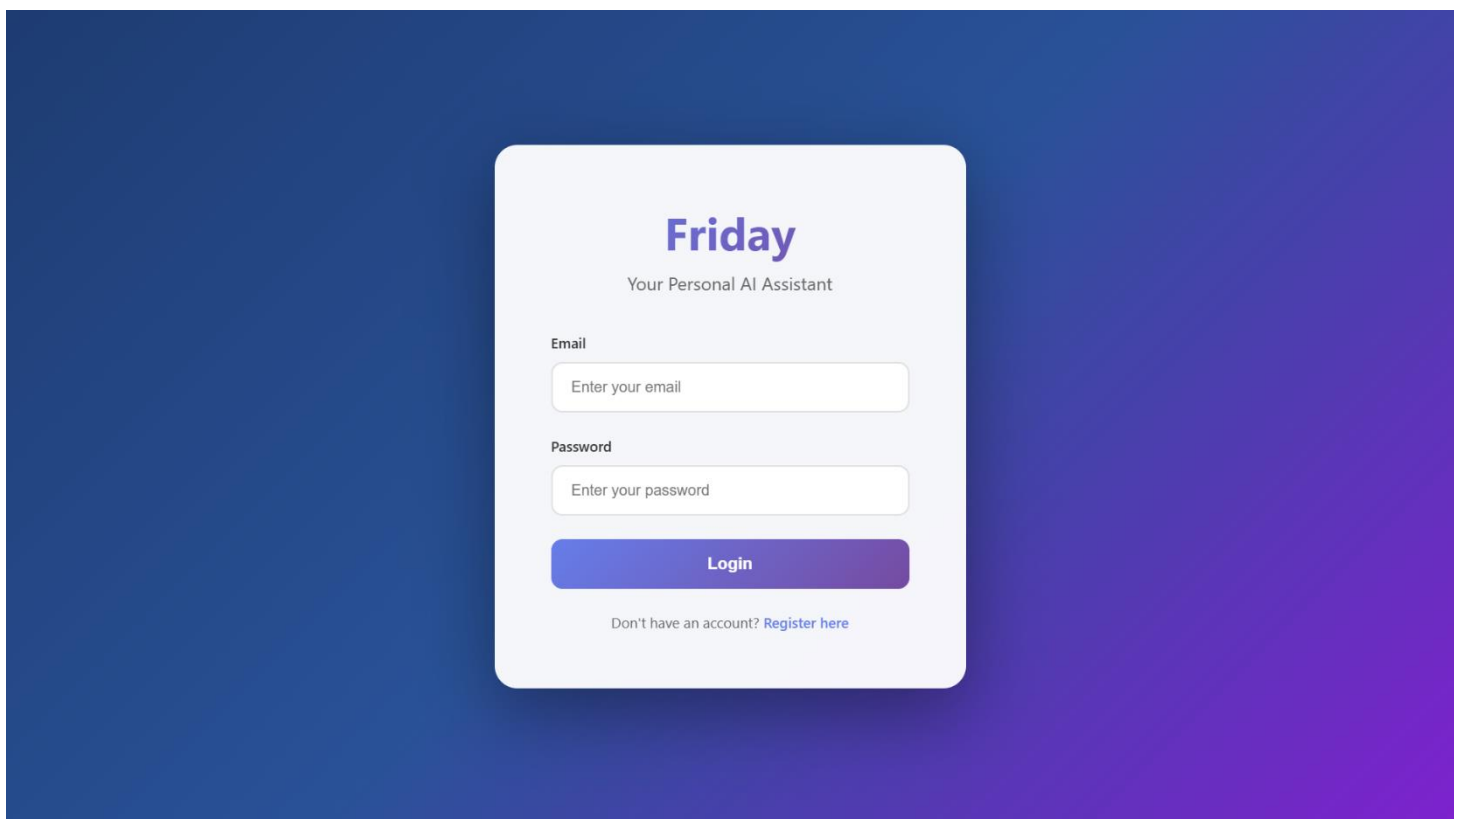 Friday
Your Personal AI Assistant
Email
Enter your email
Password
Enter your password
Login
Don't have an account? Register here